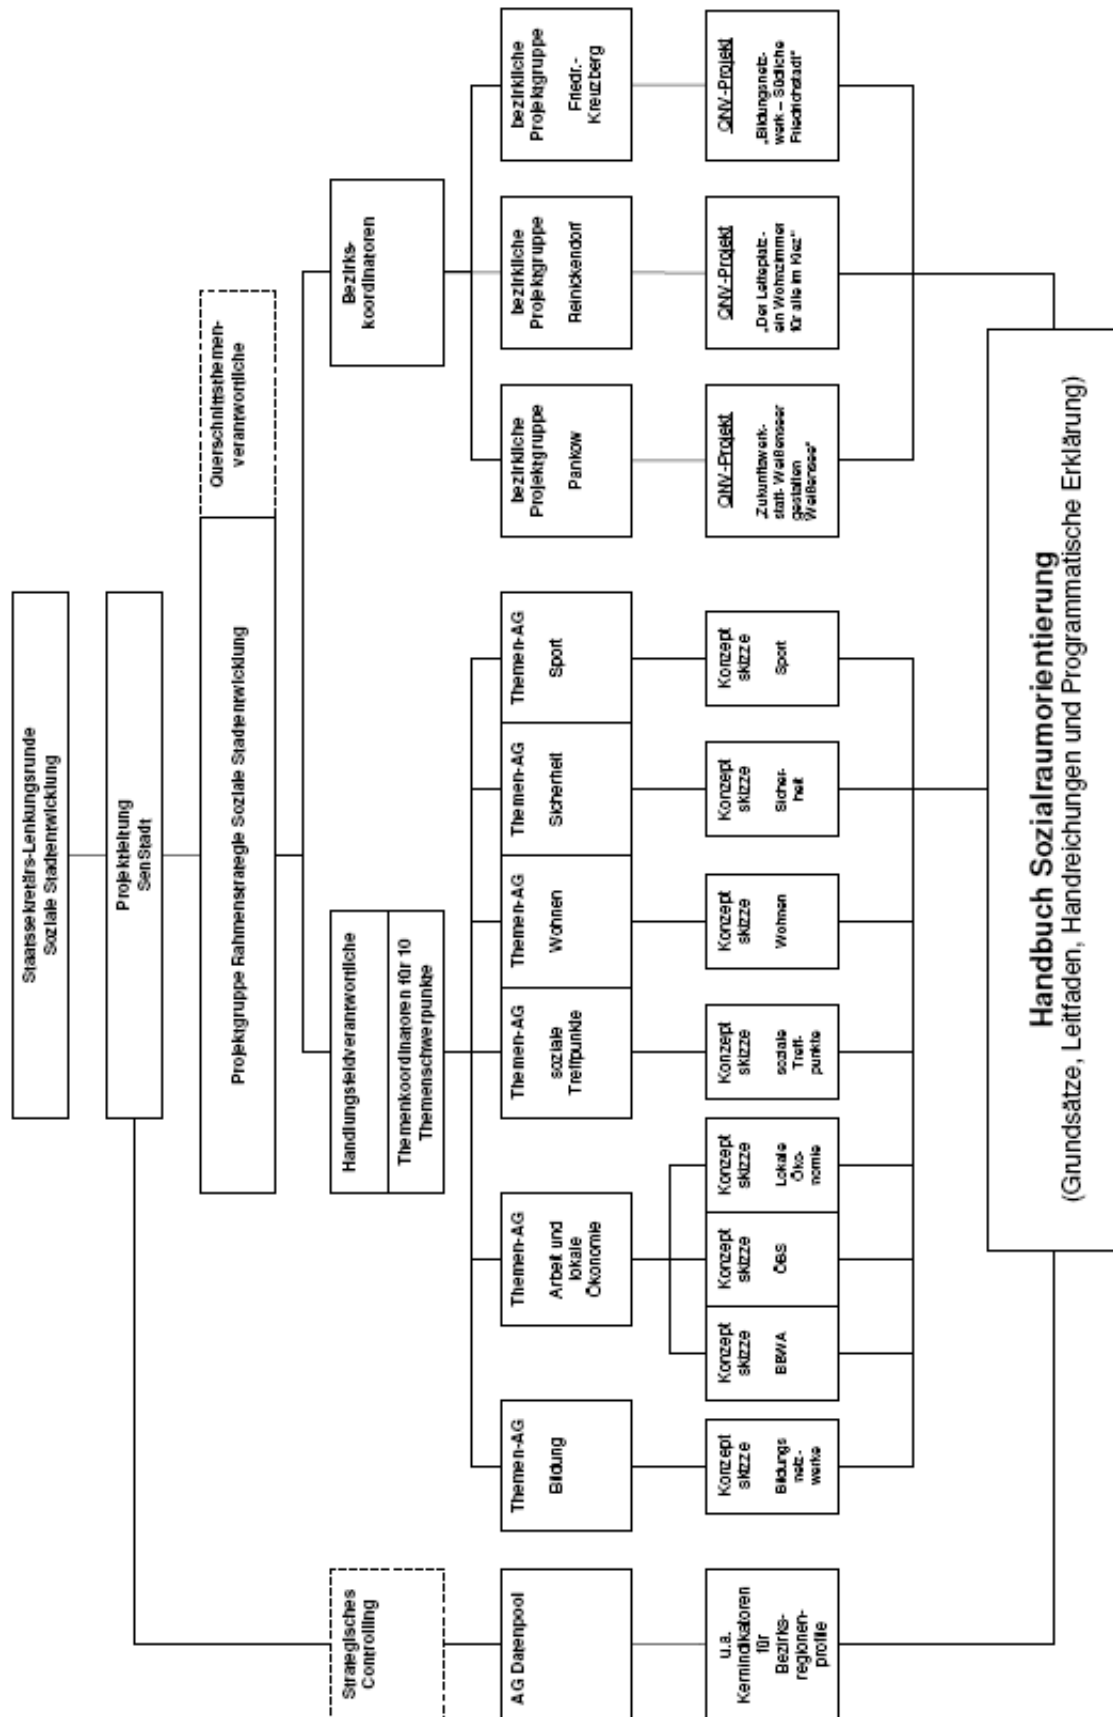 Staatssekretärs-Lenkungsrunde
Soziale Stadtentwicklung
Projektleitung
SenStadt
Projektgruppe Rahmenstrategie Soziale Stadtentwicklung
Querschnittsthemen-
verantwortliche
Strategisches
Controlling
Handlungsfeldverantwortliche
Themenkoordinatoren für 10
Themenschwerpunkte
Bezirks-
koordinatoren
AG Datenpool
Themen-AG
Bildung
Themen-AG
Arbeit und
lokale
Ökonomie
Themen-AG
soziale
Treffpunkte
Themen-AG
Wohnen
Themen-AG
Sicherheit
Themen-AG
Sport
bezirkliche
Projektgruppe
Pankow
bezirkliche
Projektgruppe
Reinickendorf
bezirkliche
Projektgruppe
Friedr.-
Kreuzberg
u.a.
Kernindikatoren
für
Bezirks-
regionen-
profile
Konzept
skizze
Bildungs
netz-
werke
Konzept
skizze
BBWA
Konzept
skizze
ÖBS
Konzept
skizze
Lokale
Öko-
nomie
Konzept
skizze
soziale
Treff-
punkte
Konzept
skizze
Wohnen
Konzept
skizze
Sicher-
heit
Konzept
skizze
Sport
QNV-Projekt
„Zukunftswerk-
statt- Weißenseer
gestalten
Weißensee“
QNV-Projekt
„Der Letteplatz-
ein Wohnzimmer
für alle im Kiez“
QNV-Projekt
„Bildungsnetz-
werk – Südliche
Friedrichstadt“
Handbuch Sozialraumorientierung
(Grundsätze, Leitfaden, Handreichungen und Programmatische Erklärung)